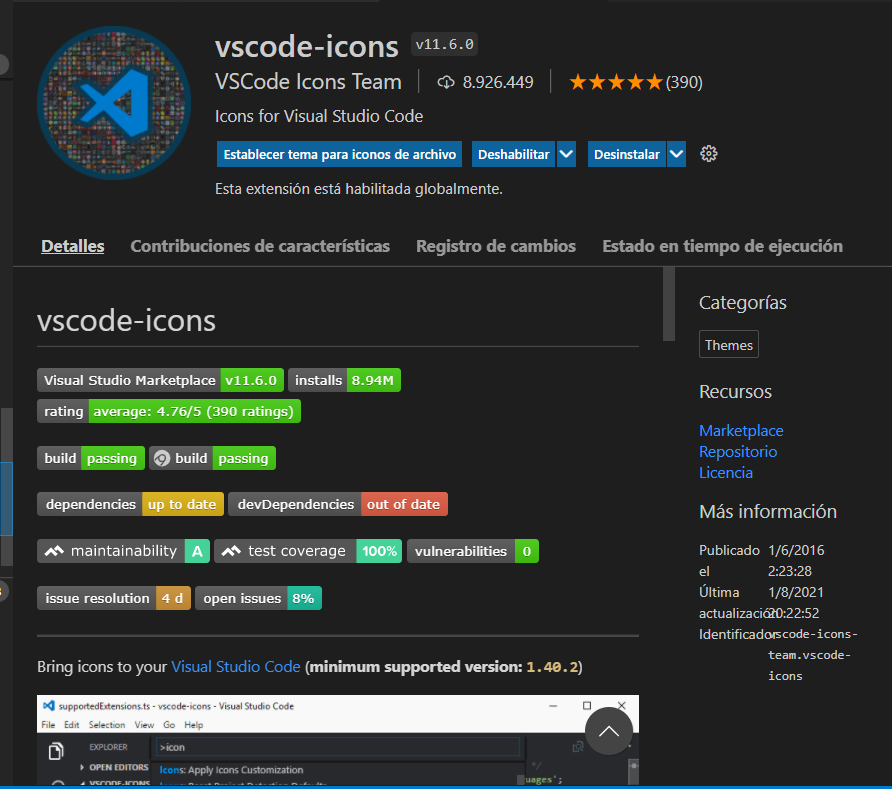 vscode-icons v11.6.0
VSCode Icons Team 8.926.449 (390)
Icons for Visual Studio Code
Establecer tema para iconos de archivo Deshabilitar Desinstalar
Esta extensión está habilitada globalmente.
Detalles Contribuciones de características Registro de cambios Estado en tiempo de ejecución
vscode-icons
Visual Studio Marketplace v11.6.0 installs 8.94M
rating average: 4.76/5 (390 ratings)
build passing build passing
dependencies up to date devDependencies out of date
maintainability A test coverage 100% vulnerabilities 0
issue resolution 4 d open issues 8%
Bring icons to your Visual Studio Code (minimum supported version: 1.40.2)
supportedExtensions.ts - vscode-icons - Visual Studio Code
File Edit Selection View Go Help
EXPLORER >icon
OPEN EDITORS Icons: Apply Icons Customization */
VSCODE-ICONS uages';
Categorías
Themes
Recursos
Marketplace
Repositorio
Licencia
Más información
Publicado 1/6/2016
el 2:23:28
Última 1/8/2021
actualización 20:22:52
Identificador vscode-icons-
team.vscode-
icons